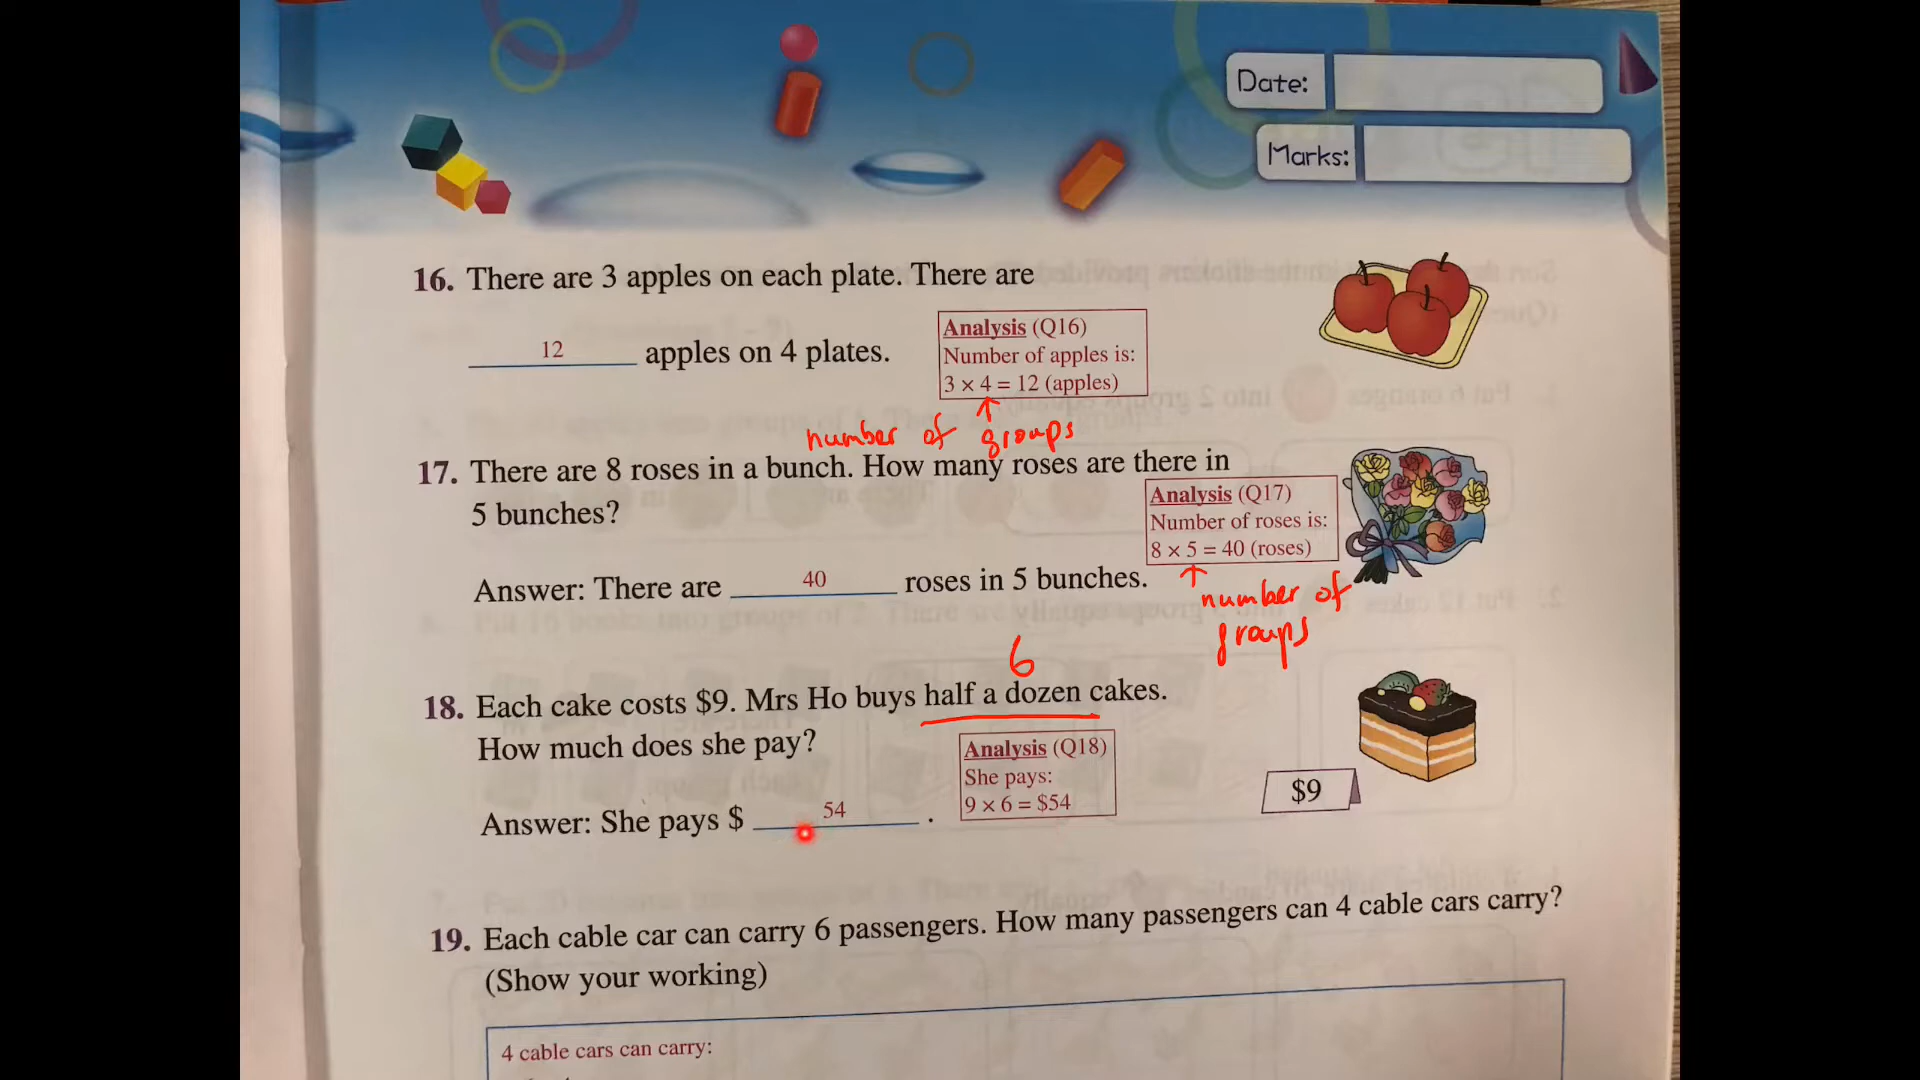 Date:
Marks:
16. There are 3 apples on each plate. There are
12 apples on 4 plates.
Analysis (Q16)
Number of apples is:
3 × 4 = 12 (apples)
↑
number of groups
17. There are 8 roses in a bunch. How many roses are there in
5 bunches?
Analysis (Q17)
Number of roses is:
8 × 5 = 40 (roses)
Answer: There are 40 roses in 5 bunches.
↑
number of
groups
6
18. Each cake costs $9. Mrs Ho buys half a dozen cakes.
How much does she pay?
Analysis (Q18)
She pays:
9 × 6 = $54
$9
Answer: She pays $ 54 .
19. Each cable car can carry 6 passengers. How many passengers can 4 cable cars carry?
(Show your working)
4 cable cars can carry: